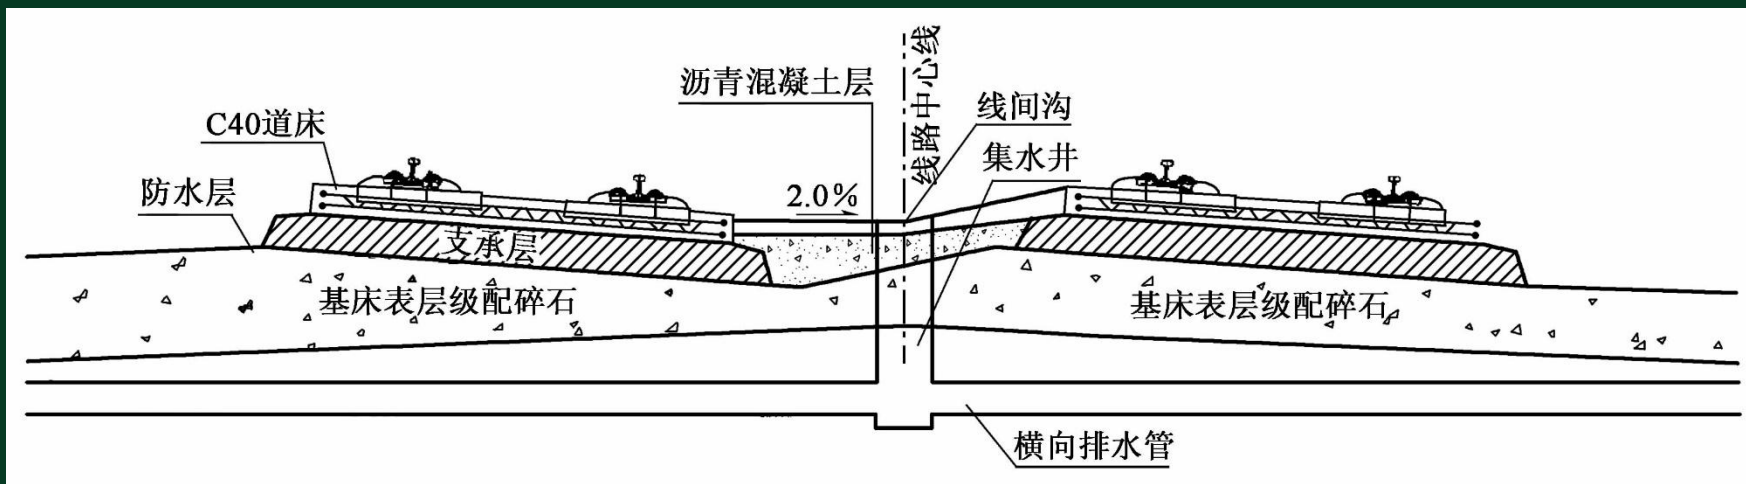 线路中心线
沥青混凝土层
线间沟
C40道床
集水井
防水层
2.0%
支承层
基床表层级配碎石
基床表层级配碎石
横向排水管